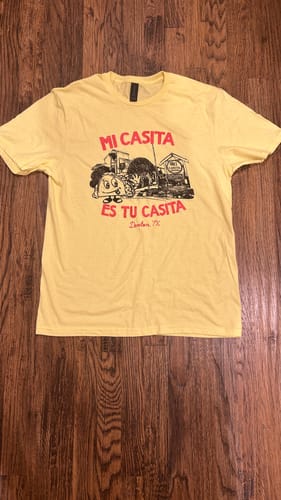 MI CASITA
ES TU CASITA
Denton, TX